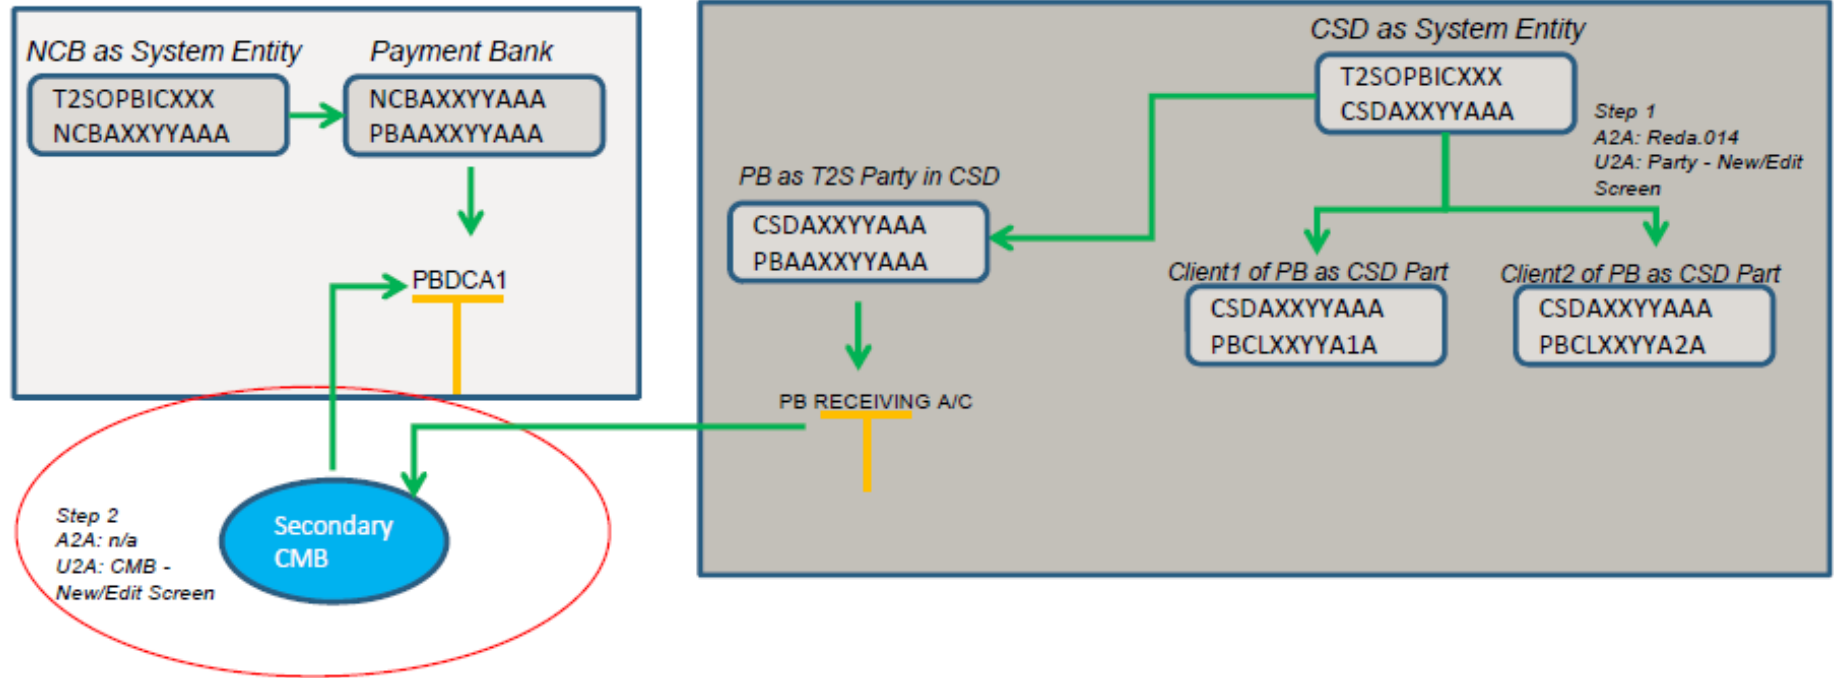 NCB as System Entity
T2SOPBICXXX
NCBAXXYYAAA
Payment Bank
NCBAXXYYAAA
PBAAXXYYAAA
PBDCA1
Step 2
A2A: n/a
U2A: CMB -
New/Edit Screen
Secondary
CMB
CSD as System Entity
T2SOPBICXXX
CSDAXXYYAAA
Step 1
A2A: Reda.014
U2A: Party - New/Edit
Screen
PB as T2S Party in CSD
CSDAXXYYAAA
PBAAXXYYAAA
PB RECEIVING A/C
Client1 of PB as CSD Part
CSDAXXYYAAA
PBCLXXYYA1A
Client2 of PB as CSD Part
CSDAXXYYAAA
PBCLXXYYA2A